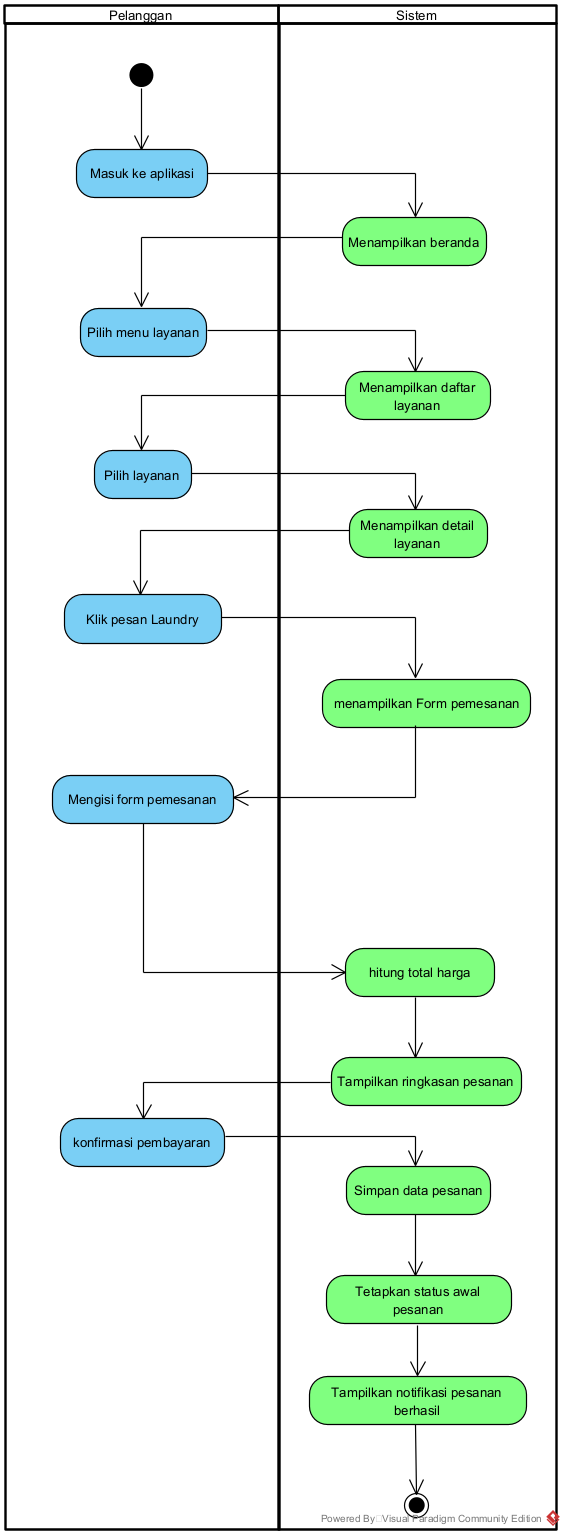 Pelanggan
Sistem
Masuk ke aplikasi
Menampilkan beranda
Pilih menu layanan
Menampilkan daftar
layanan
Pilih layanan
Menampilkan detail
layanan
Klik pesan Laundry
menampilkan Form pemesanan
Mengisi form pemesanan
hitung total harga
Tampilkan ringkasan pesanan
konfirmasi pembayaran
Simpan data pesanan
Tetapkan status awal
pesanan
Tampilkan notifikasi pesanan
berhasil
Powered By Visual Paradigm Community Edition